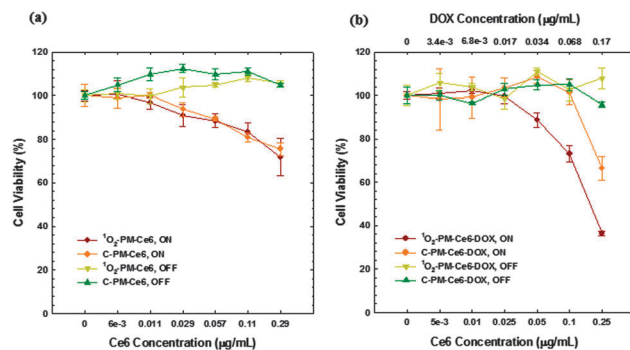 (a)
120
100
80
60
40
20
0
Cell Viability (%)
¹O₂-PM-Ce6, ON
C-PM-Ce6, ON
¹O₂-PM-Ce6, OFF
C-PM-Ce6, OFF
0 6e-3 0.011 0.029 0.057 0.11 0.29
Ce6 Concentration (µg/mL)
(b)
DOX Concentration (µg/mL)
0 3.4e-3 6.8e-3 0.017 0.034 0.068 0.17
120
100
80
60
40
20
0
Cell Viability (%)
¹O₂-PM-Ce6-DOX, ON
C-PM-Ce6-DOX, ON
¹O₂-PM-Ce6-DOX, OFF
C-PM-Ce6-DOX, OFF
0 5e-3 0.01 0.025 0.05 0.1 0.25
Ce6 Concentration (µg/mL)